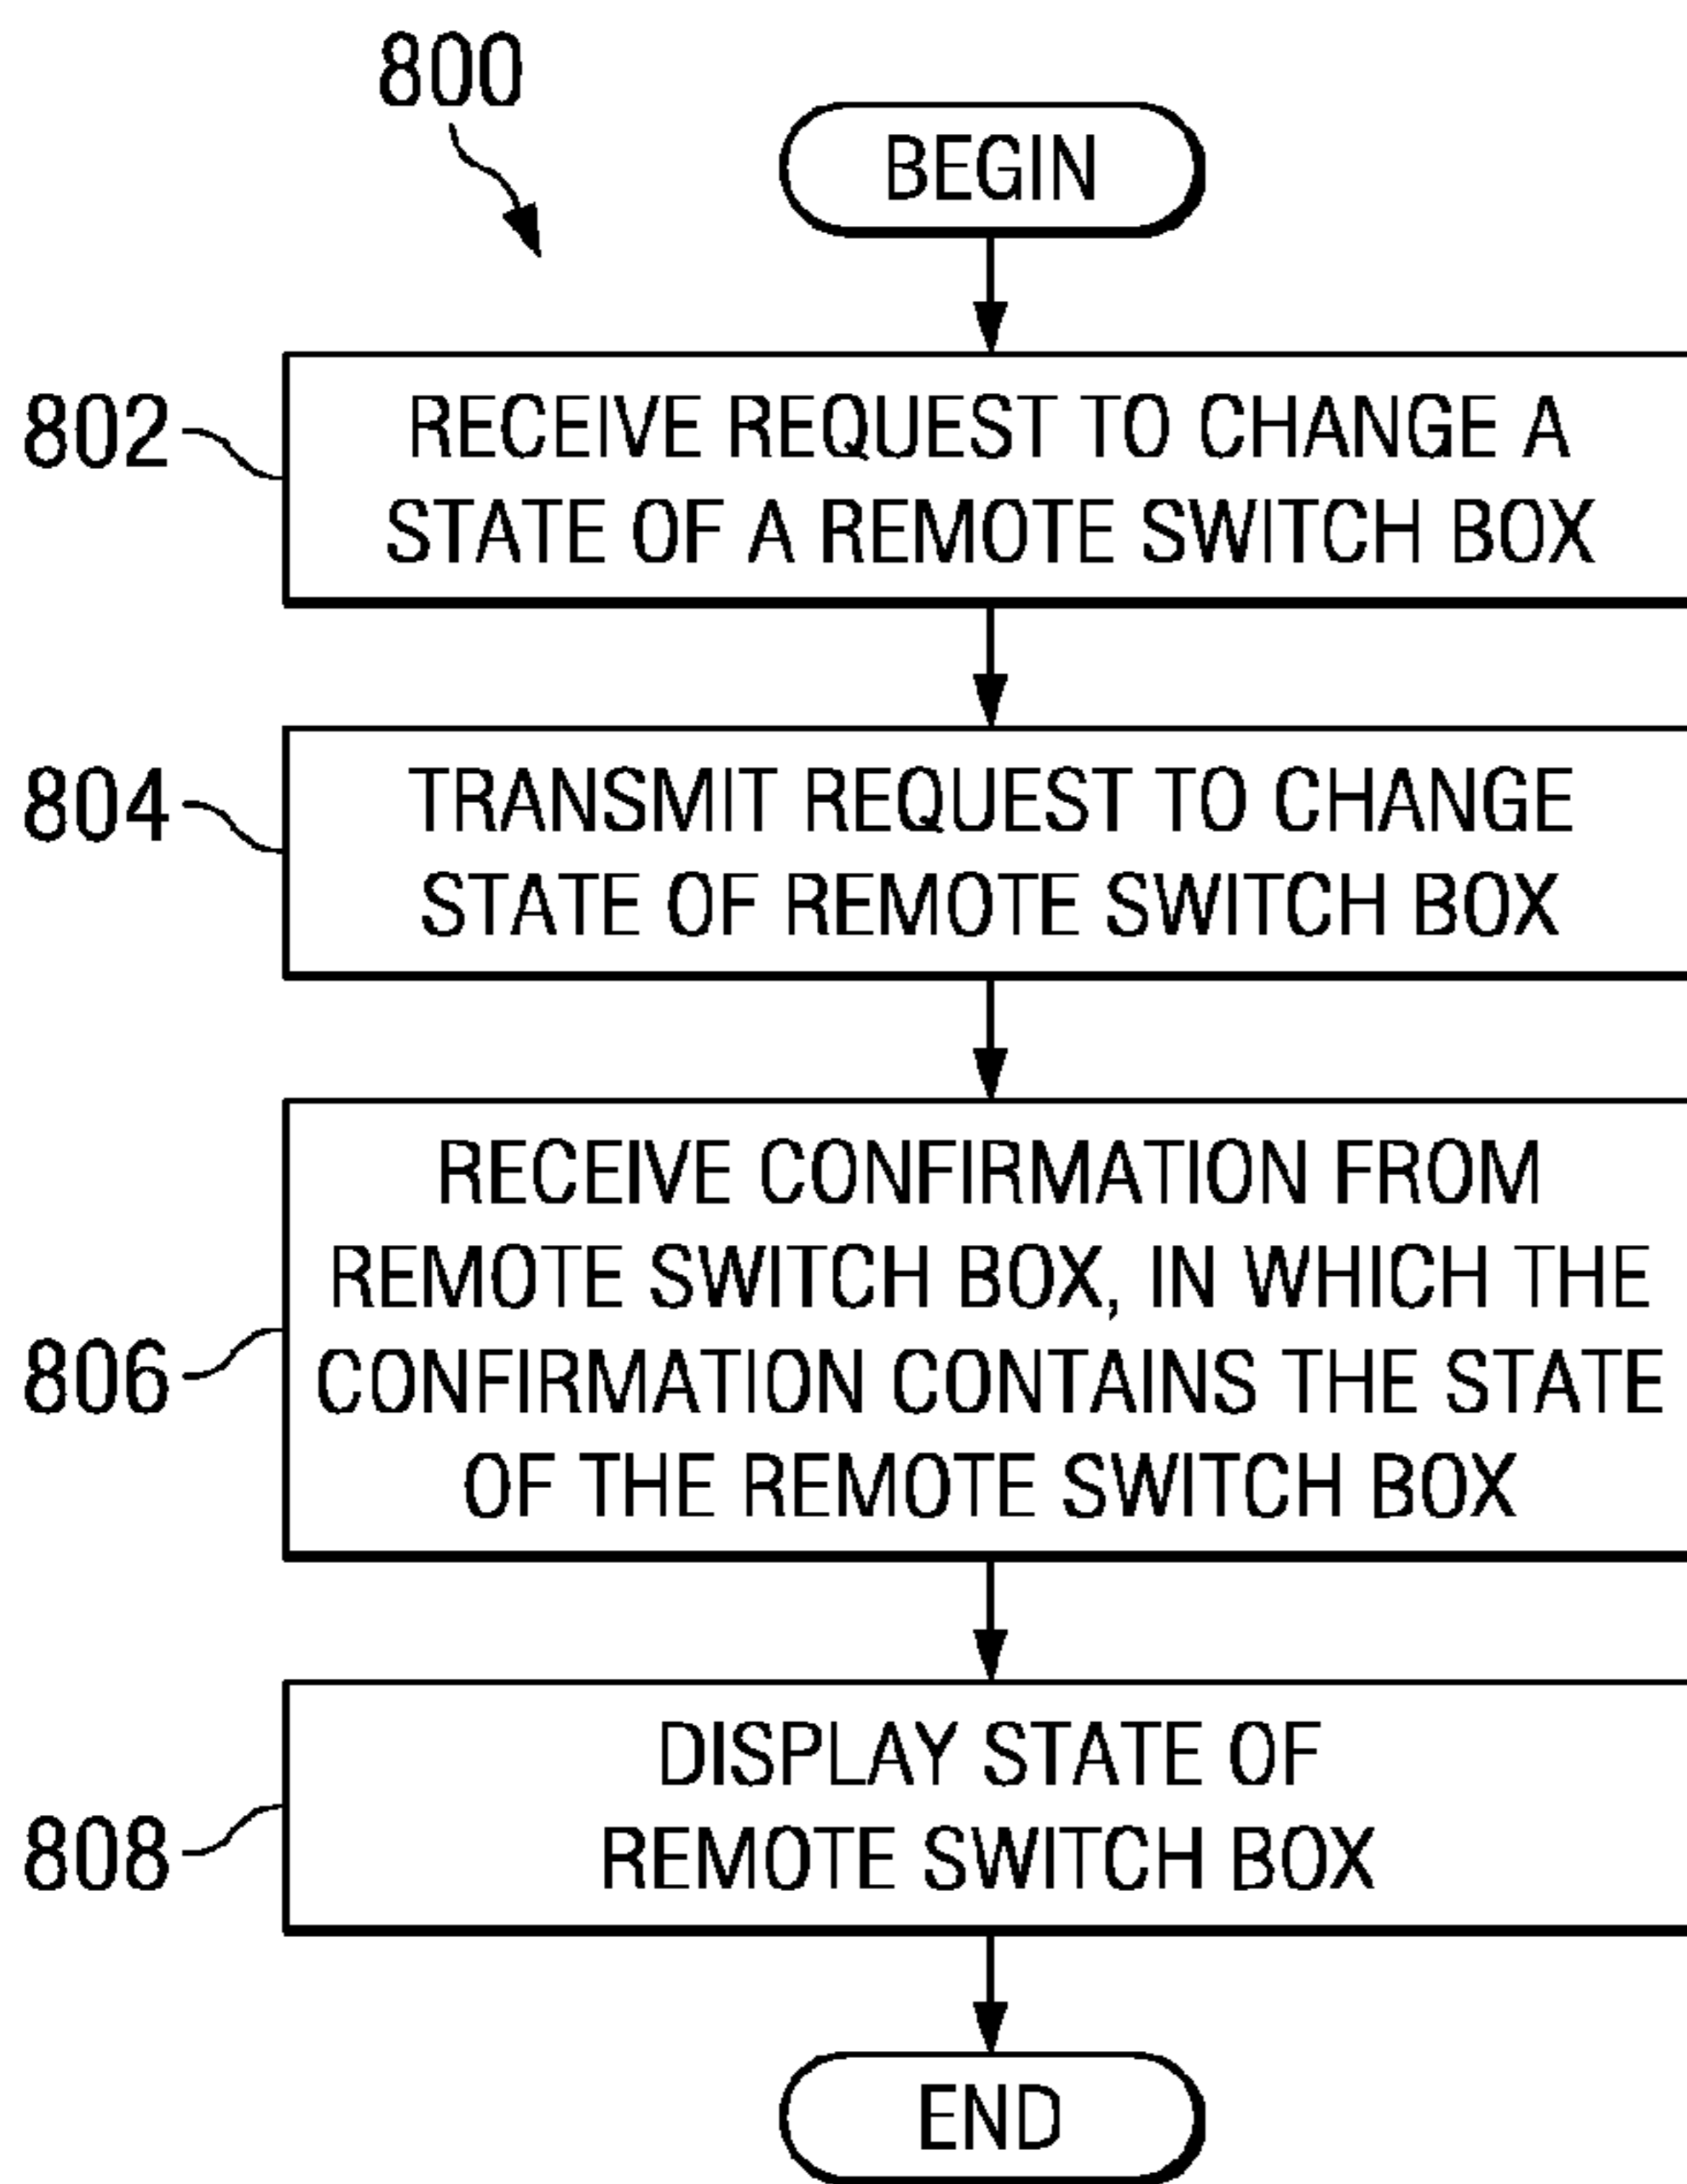 800
BEGIN
802
RECEIVE REQUEST TO CHANGE A
STATE OF A REMOTE SWITCH BOX
804
TRANSMIT REQUEST TO CHANGE
STATE OF REMOTE SWITCH BOX
806
RECEIVE CONFIRMATION FROM
REMOTE SWITCH BOX, IN WHICH THE
CONFIRMATION CONTAINS THE STATE
OF THE REMOTE SWITCH BOX
808
DISPLAY STATE OF
REMOTE SWITCH BOX
END